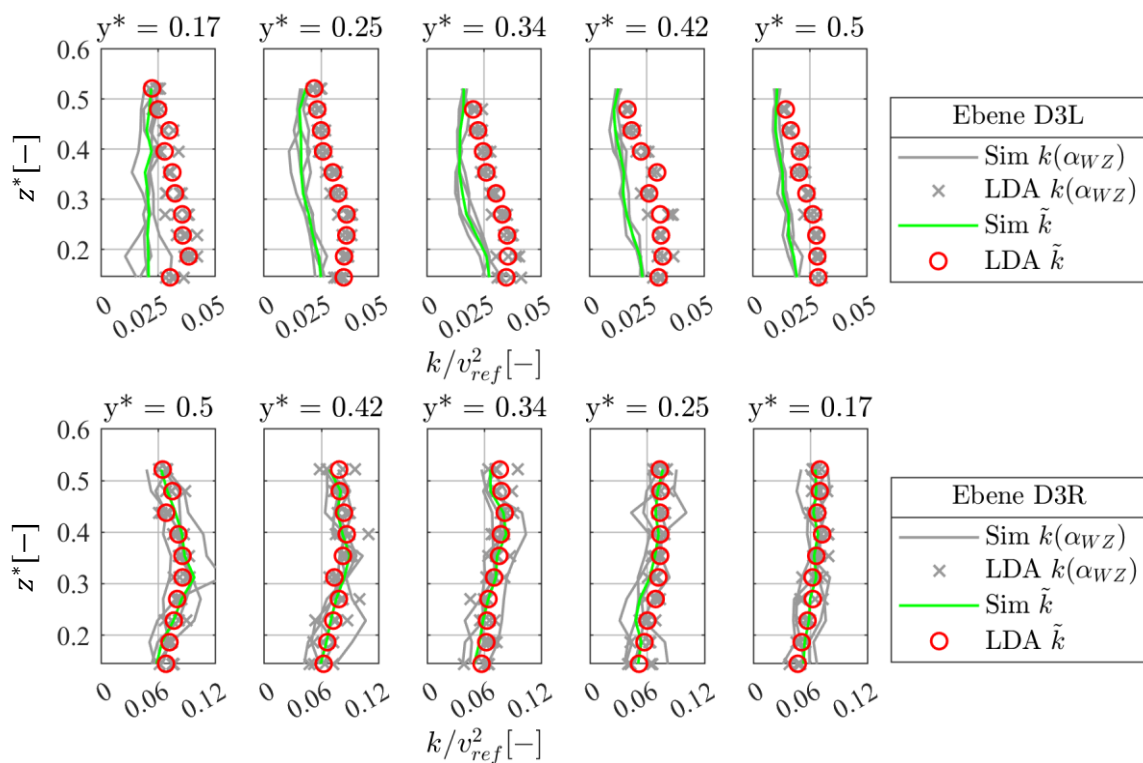 y* = 0.17 y* = 0.25 y* = 0.34 y* = 0.42 y* = 0.5
0.6
0.5
0.4
0.3
0.2
z*[−]
0 0.025 0.05 0 0.025 0.05 0 0.025 0.05 0 0.025 0.05 0 0.025 0.05
k/v²ref[−]
Ebene D3L
Sim k(αWZ)
LDA k(αWZ)
Sim k̃
LDA k̃
y* = 0.5 y* = 0.42 y* = 0.34 y* = 0.25 y* = 0.17
0.6
0.5
0.4
0.3
0.2
z*[−]
0 0.06 0.12 0 0.06 0.12 0 0.06 0.12 0 0.06 0.12 0 0.06 0.12
k/v²ref[−]
Ebene D3R
Sim k(αWZ)
LDA k(αWZ)
Sim k̃
LDA k̃